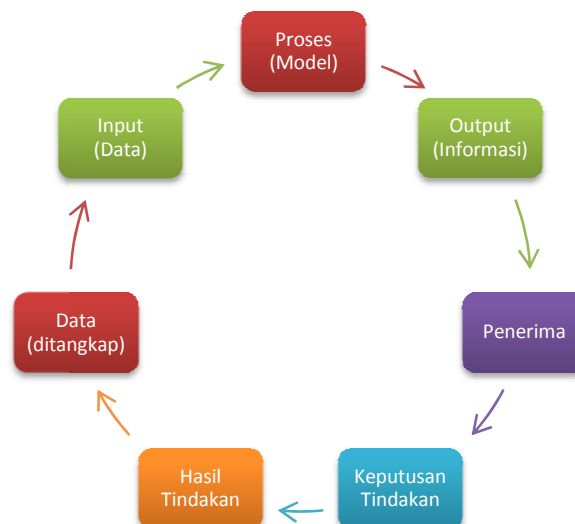 Proses
(Model)
Output
(Informasi)
Penerima
Keputusan
Tindakan
Hasil
Tindakan
Data
(ditangkap)
Input
(Data)